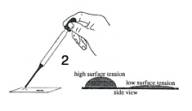 2
high surface tension
low surface tension
side view